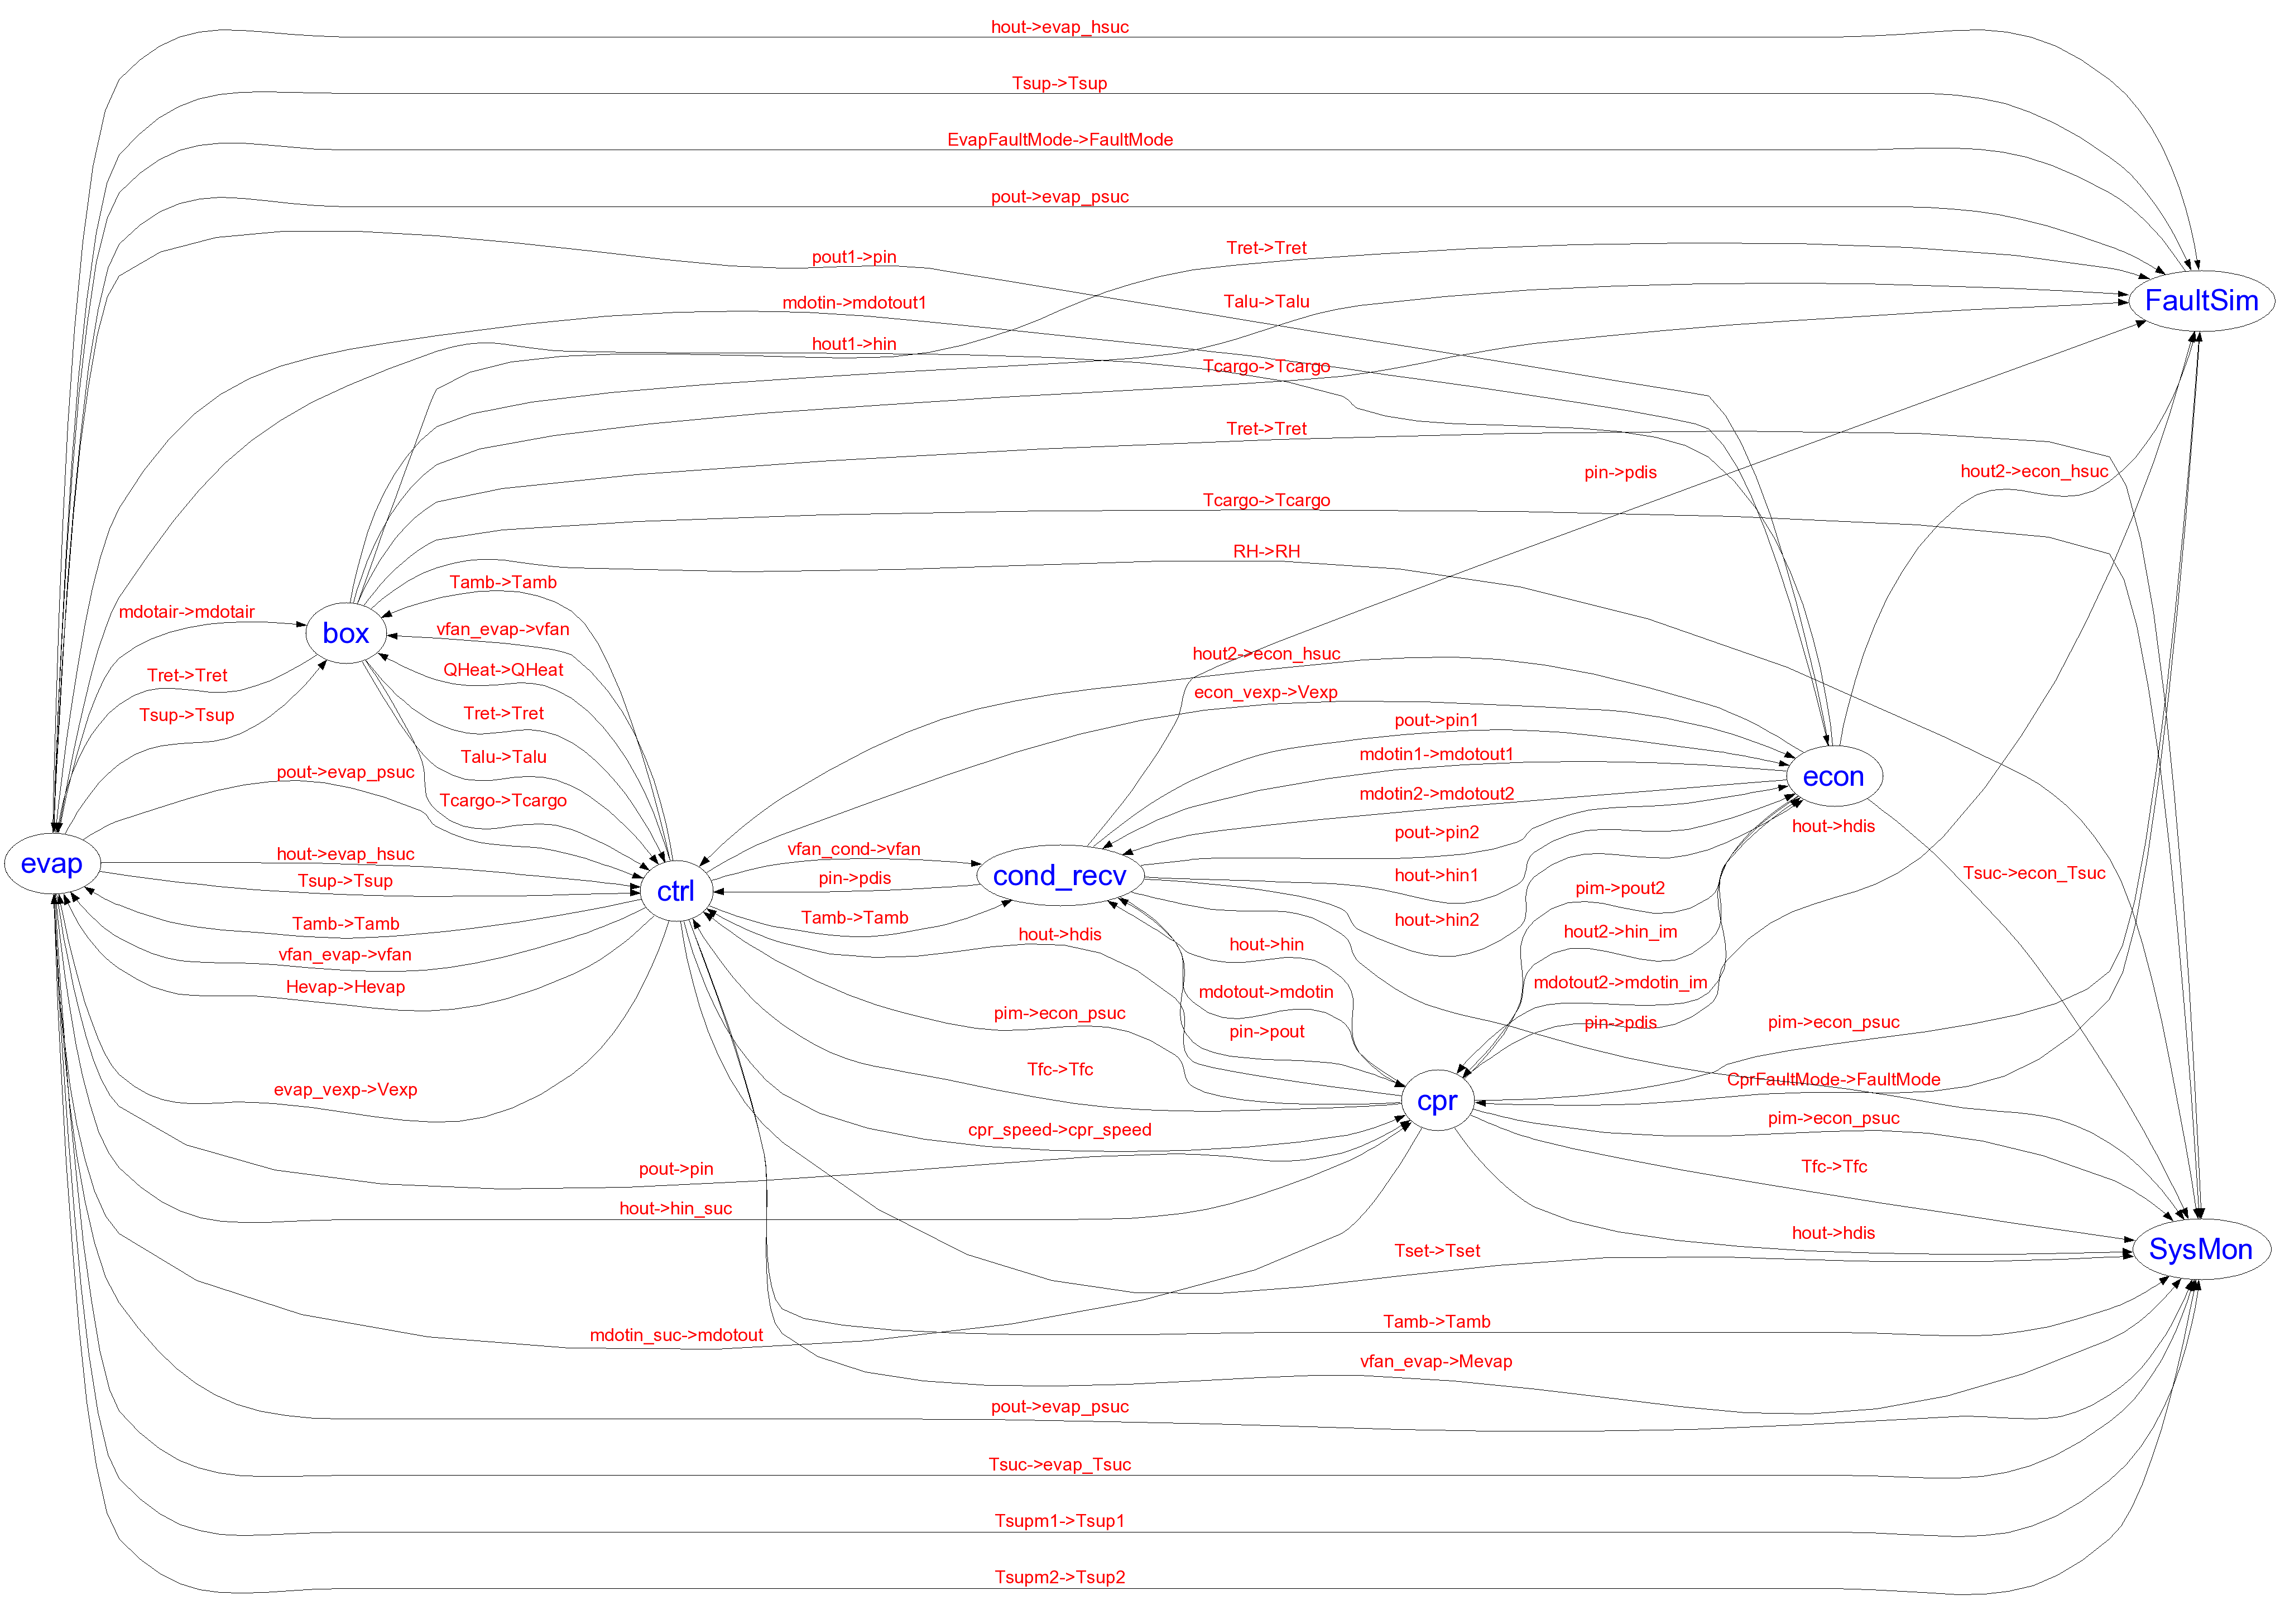 hout->evap_hsuc
Tsup->Tsup
EvapFaultMode->FaultMode
pout->evap_psuc
Tret->Tret
pout1->pin
FaultSim
mdotin->mdotout1
Talu->Talu
hout1->hin
Tcargo->Tcargo
Tret->Tret
pin->pdis
hout2->econ_hsuc
Tcargo->Tcargo
RH->RH
Tamb->Tamb
mdotair->mdotair
vfan_evap->vfan
box
hout2->econ_hsuc
QHeat->QHeat
Tret->Tret
econ_vexp->Vexp
Tsup->Tsup
Tret->Tret
pout->pin1
Talu->Talu
mdotin1->mdotout1
pout->evap_psuc
econ
Tcargo->Tcargo
mdotin2->mdotout2
hout->hdis
pout->pin2
vfan_cond->vfan
hout->evap_hsuc
evap
Tsup->Tsup
pin->pdis
cond_recv
hout->hin1
Tsuc->econ_Tsuc
ctrl
pim->pout2
Tamb->Tamb
Tamb->Tamb
hout->hin2
hout->hdis
hout2->hin_im
hout->hin
vfan_evap->vfan
Hevap->Hevap
mdotout2->mdotin_im
mdotout->mdotin
pim->econ_psuc
pin->pdis
pim->econ_psuc
pin->pout
Tfc->Tfc
CprFaultMode->FaultMode
evap_vexp->Vexp
cpr
pim->econ_psuc
cpr_speed->cpr_speed
pout->pin
Tfc->Tfc
hout->hin_suc
hout->hdis
Tset->Tset
SysMon
Tamb->Tamb
mdotin_suc->mdotout
vfan_evap->Mevap
pout->evap_psuc
Tsuc->evap_Tsuc
Tsupm1->Tsup1
Tsupm2->Tsup2